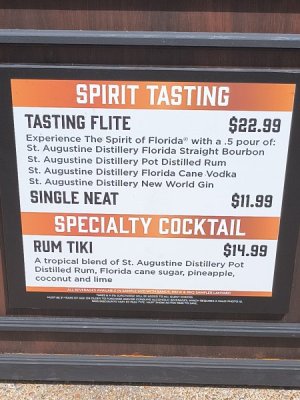 SPIRIT TASTING
TASTING FLITE $22.99
Experience The Spirit of Florida® with a .5 pour of:
St. Augustine Distillery Florida Straight Bourbon
St. Augustine Distillery Pot Distilled Rum
St. Augustine Distillery Florida Cane Vodka
St. Augustine Distillery New World Gin
SINGLE NEAT $11.99
SPECIALTY COCKTAIL
RUM TIKI $14.99
A tropical blend of St. Augustine Distillery Pot
Distilled Rum, Florida cane sugar, pineapple,
coconut and lime